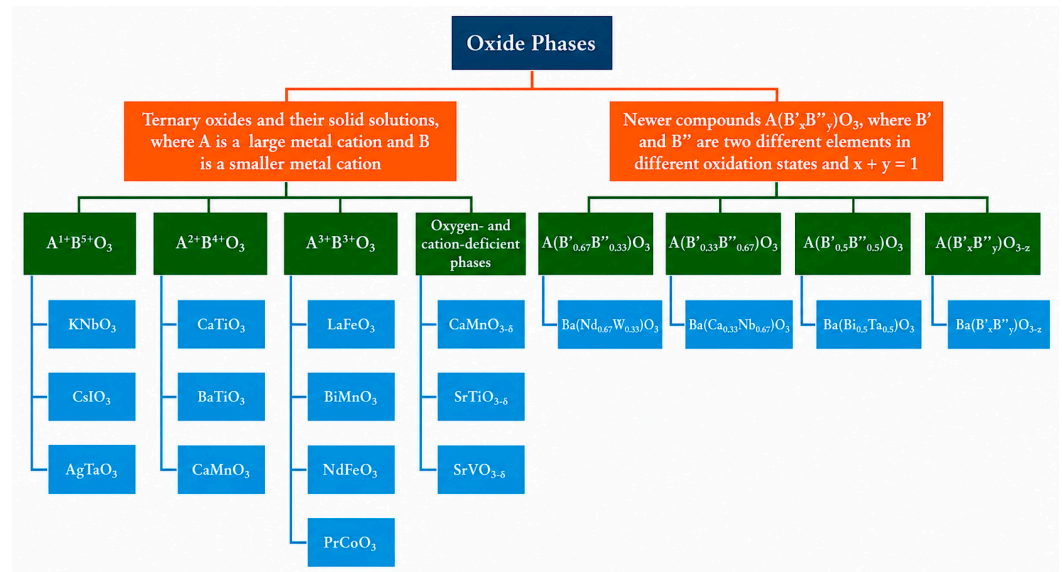 Oxide Phases
Ternary oxides and their solid solutions,
where A is a large metal cation and B
is a smaller metal cation
Newer compounds A(B’ₓB”ᵧ)O₃, where B’
and B” are two different elements in
different oxidation states and x + y = 1
A¹⁺B⁵⁺O₃
A²⁺B⁴⁺O₃
A³⁺B³⁺O₃
Oxygen- and
cation-deficient
phases
A(B’₀.₆₇B”₀.₃₃)O₃
A(B’₀.₃₃B”₀.₆₇)O₃
A(B’₀,₅B”₀.₅)O₃
A(B’ₓB”ᵧ)O₃₋z
KNbO₃
CsIO₃
AgTaO₃
CaTiO₃
BaTiO₃
CaMnO₃
LaFeO₃
BiMnO₃
NdFeO₃
PrCoO₃
CaMnO₃₋δ
SrTiO₃₋δ
SrVO₃₋δ
Ba(Nd₀.₆₇W₀.₃₃)O₃
Ba(Ca₀.₃₃Nb₀.₆₇)O₃
Ba(Bi₀,₅Ta₀.₅)O₃
Ba(B’ₓB”ᵧ)O₃₋z